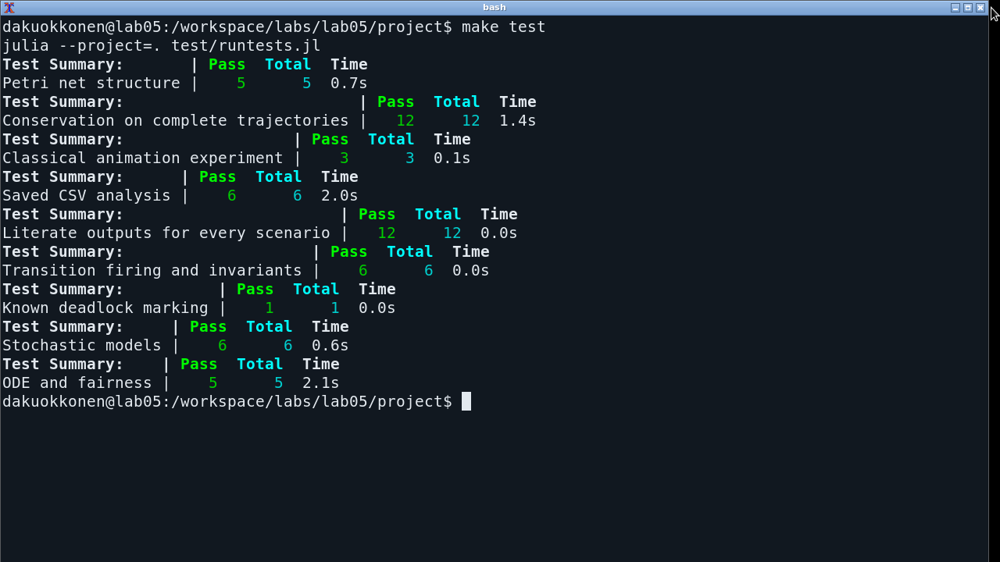 bash
dakuokkonen@lab05:/workspace/labs/lab05/project$ make test
julia --project=. test/runtests.jl
Test Summary:       | Pass  Total  Time
Petri net structure |    5      5  0.7s
Test Summary:                         | Pass  Total  Time
Conservation on complete trajectories |   12     12  1.4s
Test Summary:                  | Pass  Total  Time
Classical animation experiment |    3      3  0.1s
Test Summary:      | Pass  Total  Time
Saved CSV analysis |    6      6  2.0s
Test Summary:                       | Pass  Total  Time
Literate outputs for every scenario |   12     12  0.0s
Test Summary:                    | Pass  Total  Time
Transition firing and invariants |    6      6  0.0s
Test Summary:          | Pass  Total  Time
Known deadlock marking |    1      1  0.0s
Test Summary:     | Pass  Total  Time
Stochastic models |    6      6  0.6s
Test Summary:    | Pass  Total  Time
ODE and fairness |    5      5  2.1s
dakuokkonen@lab05:/workspace/labs/lab05/project$